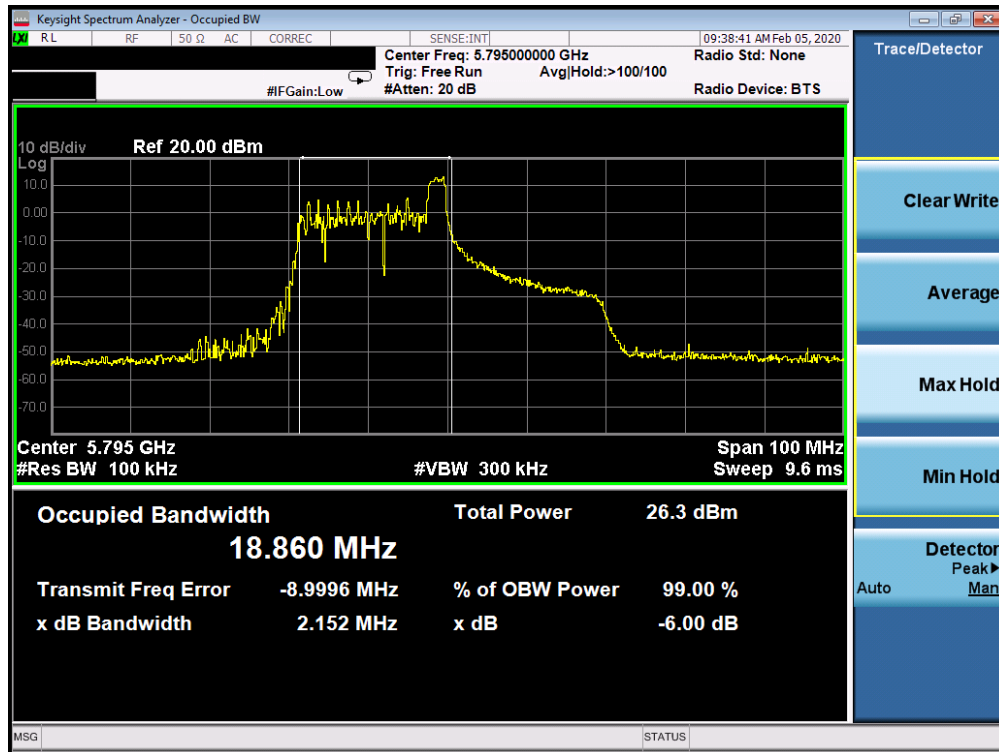 Keysight Spectrum Analyzer - Occupied BW
LXI RL RF 50 Ω AC CORREC SENSE:INT 09:38:41 AM Feb 05, 2020
Center Freq: 5.795000000 GHz Radio Std: None
Trig: Free Run Avg|Hold:>100/100
#IFGain:Low #Atten: 20 dB Radio Device: BTS
10 dB/div Ref 20.00 dBm
Log
10.0
0.00
-10.0
-20.0
-30.0
-40.0
-50.0
-60.0
-70.0
Center 5.795 GHz Span 100 MHz
#Res BW 100 kHz #VBW 300 kHz Sweep 9.6 ms
Occupied Bandwidth Total Power 26.3 dBm
18.860 MHz
Transmit Freq Error -8.9996 MHz % of OBW Power 99.00 %
x dB Bandwidth 2.152 MHz x dB -6.00 dB
MSG STATUS
Trace/Detector
Clear Write
Average
Max Hold
Min Hold
Detector
Peak▶
Auto Man